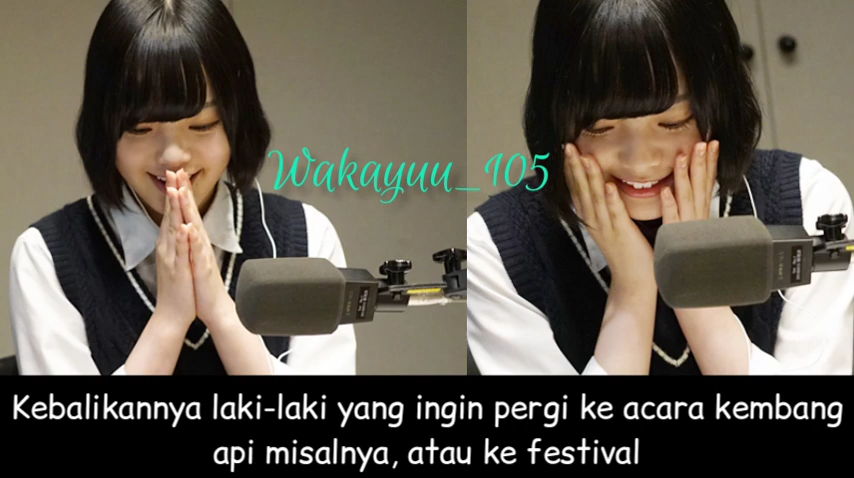 Wakayuu_105
Kebalikannya laki-laki yang ingin pergi ke acara kembang
api misalnya, atau ke festival